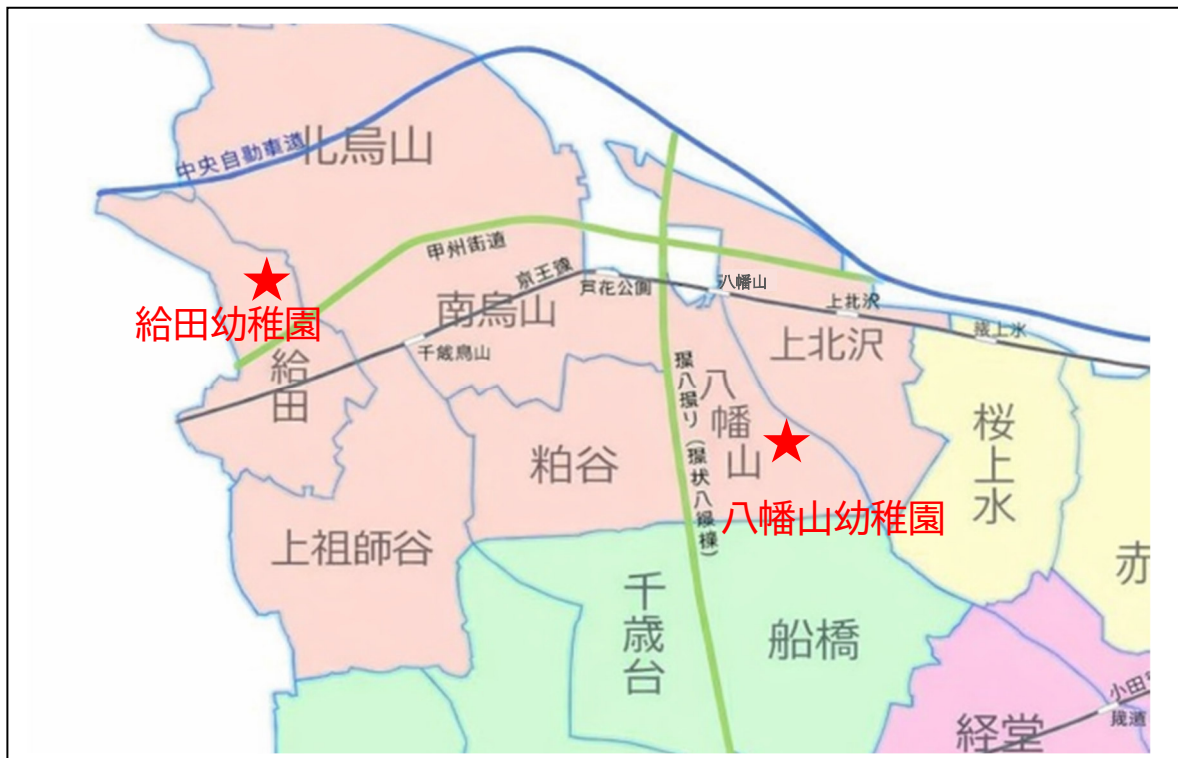 北烏山
中央自動車道
甲州街道
京王線
芦花公園
八幡山
上北沢
桜上水
給田幼稚園
南烏山
千歳烏山
上北沢
給田
八幡山
環八環リ(環状八環線)
粕谷
桜上水
八幡山幼稚園
上祖師谷
千歳台
船橋
赤
小田
経堂